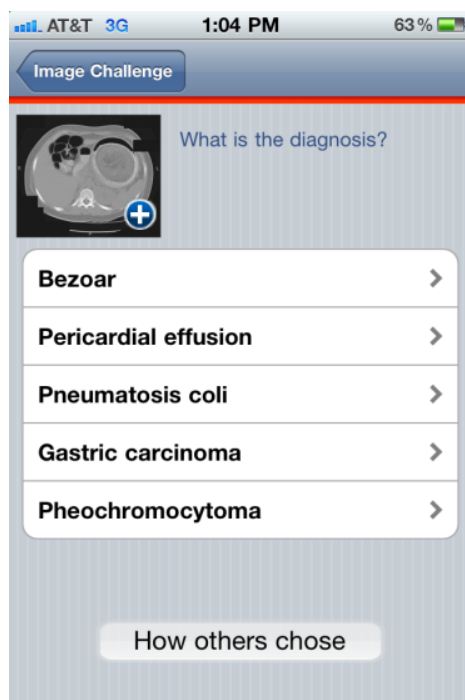 AT&T 3G 1:04 PM 63%
Image Challenge
What is the diagnosis?
Bezoar
Pericardial effusion
Pneumatosis coli
Gastric carcinoma
Pheochromocytoma
How others chose